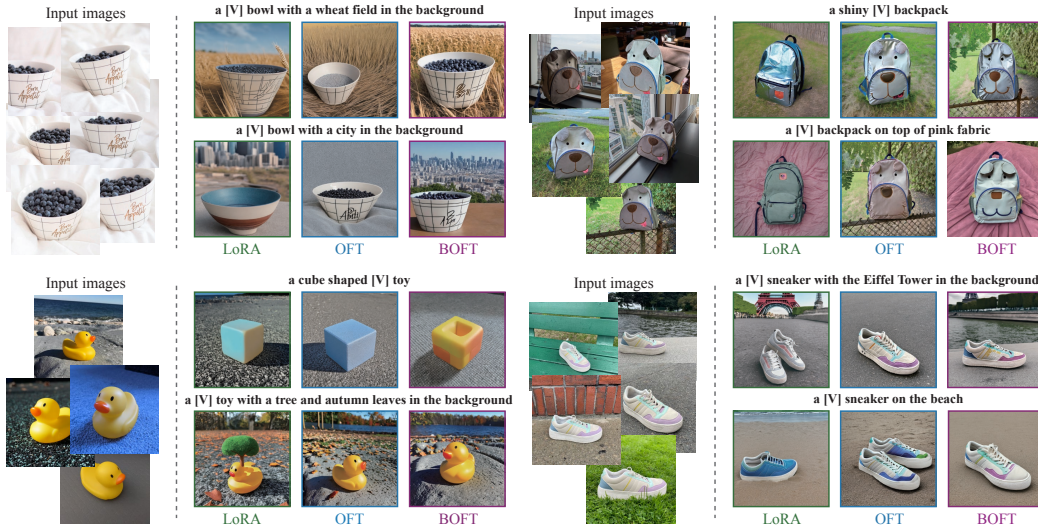 Input images
a [V] bowl with a wheat field in the background
a [V] bowl with a city in the background
LoRA
OFT
BOFT
Bon
Appetit
Input images
a shiny [V] backpack
a [V] backpack on top of pink fabric
LoRA
OFT
BOFT
Input images
a cube shaped [V] toy
a [V] toy with a tree and autumn leaves in the background
LoRA
OFT
BOFT
Input images
a [V] sneaker with the Eiffel Tower in the background
a [V] sneaker on the beach
LoRA
OFT
BOFT